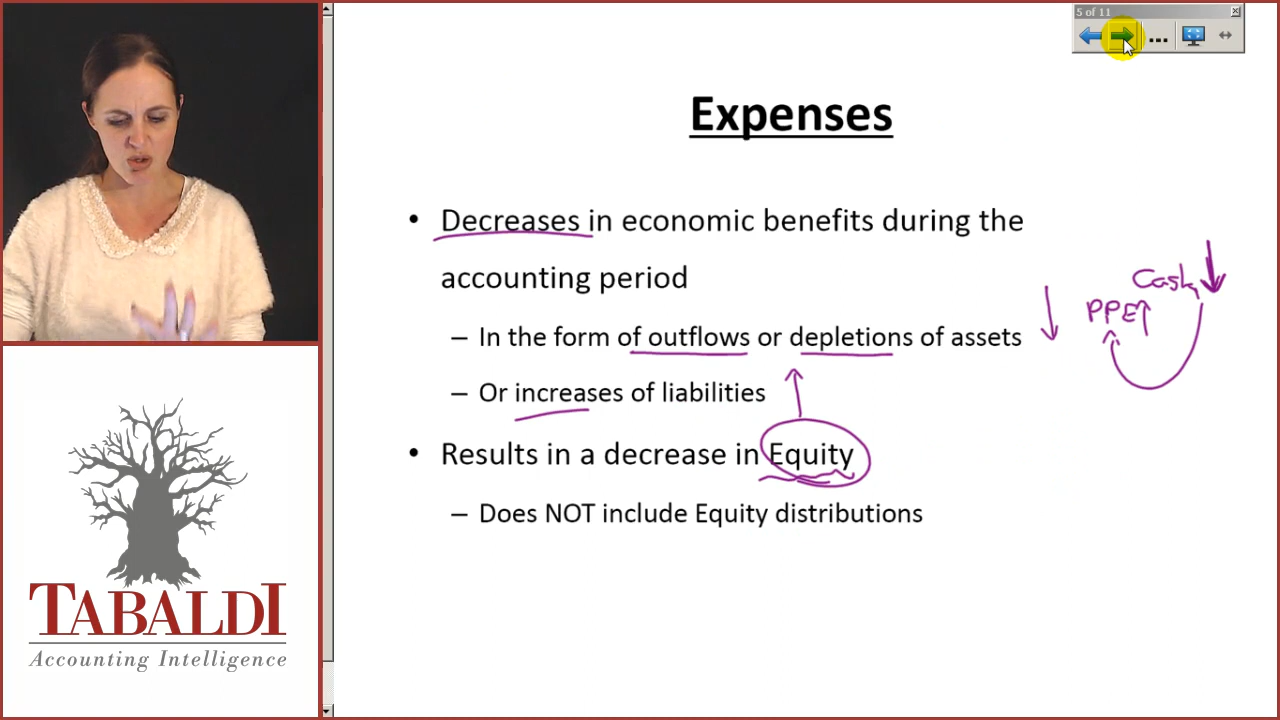 5 of 11
Expenses
• Decreases in economic benefits during the
accounting period
– In the form of outflows or depletions of assets
– Or increases of liabilities
• Results in a decrease in Equity
– Does NOT include Equity distributions
Cash
PPE
TABALDI
Accounting Intelligence